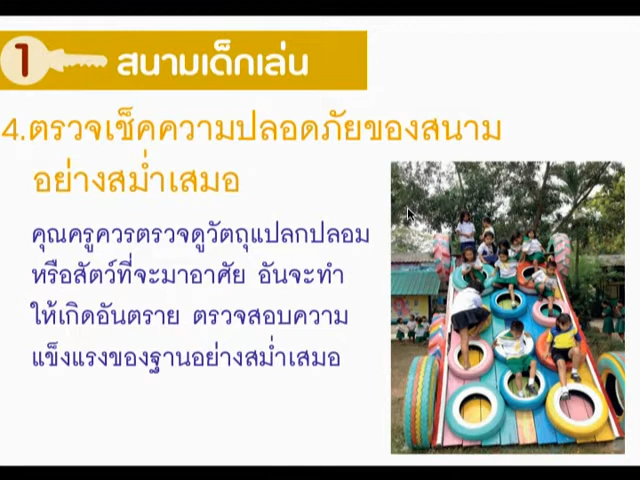 1 สนามเด็กเล่น
4.ตรวจเช็คความปลอดภัยของสนาม
อย่างสม่ำเสมอ
คุณครูควรตรวจดูวัตถุแปลกปลอม
หรือสัตว์ที่จะมาอาศัย อันจะทำ
ให้เกิดอันตราย ตรวจสอบความ
แข็งแรงของฐานอย่างสม่ำเสมอ